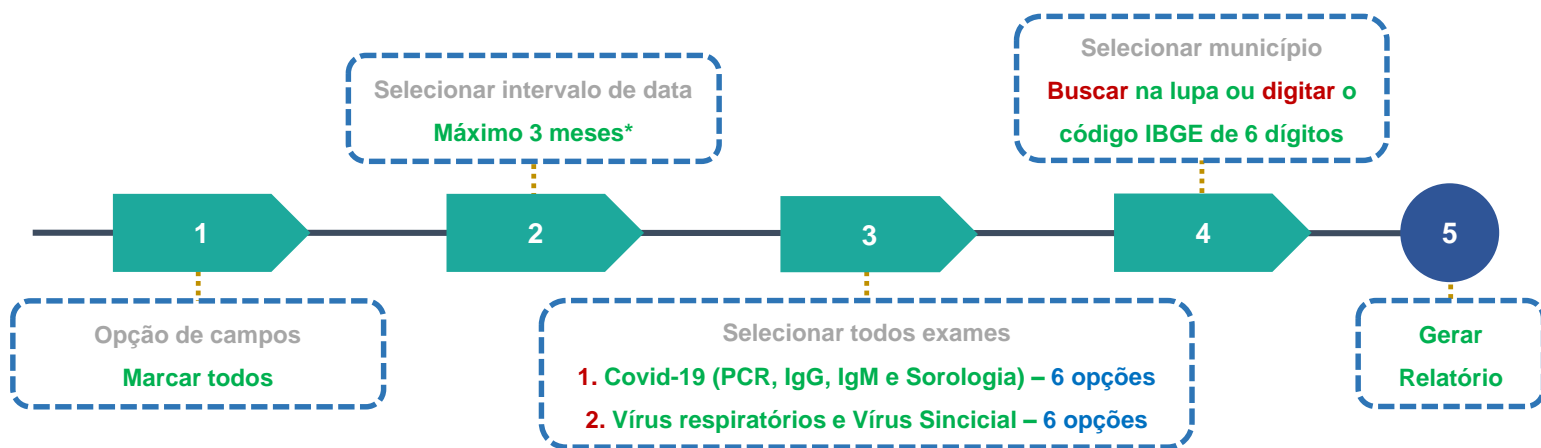 1
Opção de campos
Marcar todos
Selecionar intervalo de data
Máximo 3 meses*
2
3
Selecionar todos exames
1. Covid-19 (PCR, IgG, IgM e Sorologia) – 6 opções
2. Vírus respiratórios e Vírus Sincicial – 6 opções
Selecionar município
Buscar na lupa ou digitar o
código IBGE de 6 dígitos
4
5
Gerar
Relatório